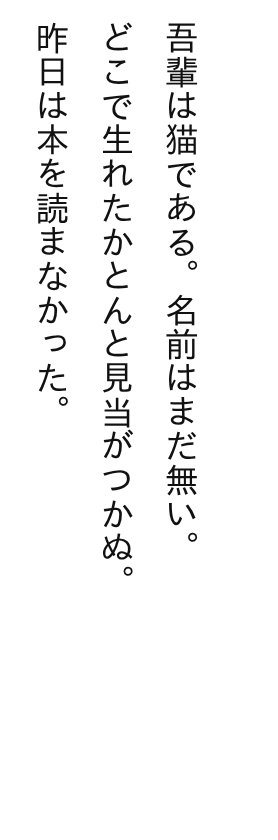 吾輩は猫である。名前はまだ無い。
どこで生れたかとんと見当がつかぬ。
昨日は本を読まなかった。